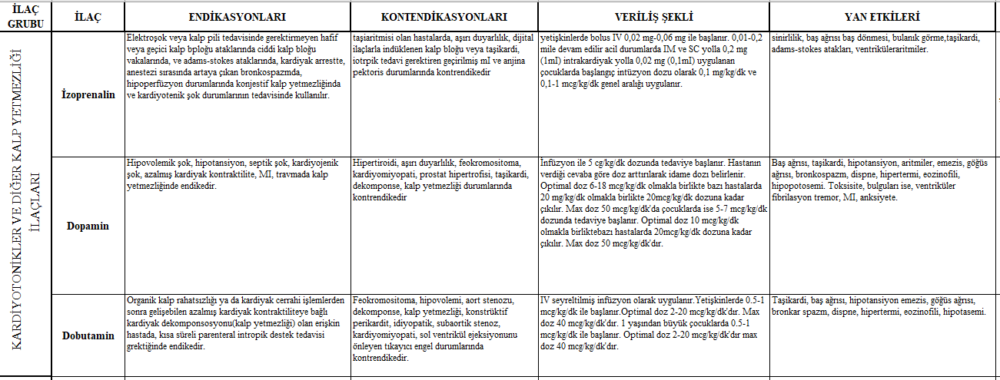 İLAÇ
GRUBU
İLAÇ
ENDİKASYONLARI
KONTENDİKASYONLARI
VERİLİŞ ŞEKLİ
YAN ETKİLERİ
KARDİYOTONİKLER VE DİĞER KALP YETMEZLİĞİ
İLAÇLARI
İzoprenalin
Elektroşok veya kalp pili tedavisinde gerektirmeyen hafif
veya geçici kalp bploğu ataklarında ciddi kalp bloğu
vakalarında, ve adams-stokes ataklarında, kardiyak arrestte,
anestezi sırasında artaya çıkan bronkospazmda,
hipoperfüzyon durumlarında konjestif kalp yetmezliğinda
ve kardiyotenik şok durumlarının tedavisinde kullanılır.
taşiaritmisi olan hastalarda, aşırı duyarlılık, dijital
ilaçlarla indüklenen kalp bloğu veya taşikardi,
iotrpik tedavi gerektiren geçirilmiş mI ve anjina
pektoris durumlarında kontrendikedir
yetişkinlerde bolus IV 0,02 mg-0,06 mg ile başlanır. 0,01-0,2
mile devam edilir acil durumlarda IM ve SC yolla 0,2 mg
(1mI) intrakardiyak yolla 0,02 mg (0,1mI) uygulanan
çocuklarda başlangıç intüzyon dozu olarak 0,1 mg/kg/dk ve
0,1-1 mcg/kg/dk genel aralığı uygulanır.
sinirlilik, baş ağrısı baş dönmesi, bulanık görme,taşikardi,
adams-stokes atakları, ventriküleraritmiler.
Dopamin
Hipovolemik şok, hipotansiyon, septik şok, kardiyojenik
şok, azalmış kardiyak kontraktilite, MI, travmada kalp
yetmezliğinde endikedir.
Hipertiroidi, aşırı duyarlılık, feokromositoma,
kardiyomiyopati, prostat hipertrofisi, taşikardi,
dekomponse, kalp yetmezliği durumlarında
kontrendikedir
İnfüzyon ile 5 cg/kg/dk dozunda tedaviye başlanır. Hastanın
verdiği cevaba göre doz arttırılarak idame dozı belirlenir.
Optimal doz 6-18 mcg/kg/dk olmakla birlikte bazı hastalarda
20 mg/kg/dk olmakla birlikte 20mcg/kg/dk dozuna kadar
çıkılır. Max doz 50 mcg/kg/dk'da çocuklarda ise 5-7 mcg/kg/dk
dozunda tedaviye başlanır. Optimal doz 10 mcg/kg/dk
olmakla birliktebazı hastalarda 20mcg/kg/dk dozuna kadar
çıkılır. Max doz 50 mcg/kg/dk'dır.
Baş ağrısı, taşikardi, hipotansiyon, aritmiler, emezis, göğüs
ağrısı, bronkospazm, dispne, hipertermi, eozinofili,
hipopotosemi. Toksisite, bulguları ise, ventriküler
fibrilasyon tremor, MI, anksiyete.
Dobutamin
Organik kalp rahatsızlığı ya da kardiyak cerrahi işlemlerden
sonra gelişebilen azalmış kardiyak kontraktiliteye bağlı
kardiyak dekomponsosyonu(kalp yetmezliği) olan erişkin
hastada, kısa süreli parenteral intropik destek tedavisi
grektiğinde endikedir.
Feokromositoma, hipovolemi, aort stenozu,
dekomponse, kalp yetmezliği, konstrüktif
perikardit, idiyopatik, subaortik stenoz,
kardiyomiyopati, sol ventrikül ejeksiyonunu
önleyen tıkayıcı engel durumlarında
kontrendikedir.
IV seyreltilmiş infüzyon olarak uygulanır.Yetişkinlerde 0.5-1
mcg/kg/dk ile başlanır.Optimal doz 2-20 mcg/kg/dk'dır. Max
doz 40 mcg/kg/dk'dır. 1 yaşından büyük çocuklarda 0.5-1
mcg/kg/dk ile başlanır. Optimal doz 2-20 mcg/kg/dk'dır max
doz 40 mcg/kg/dk'dır.
Taşikardi, baş ağrısı, hipotansiyon emezis, göğüs ağrısı,
bronkar spazm, dispne, hipertermi, eozinofili, hipotasemi.